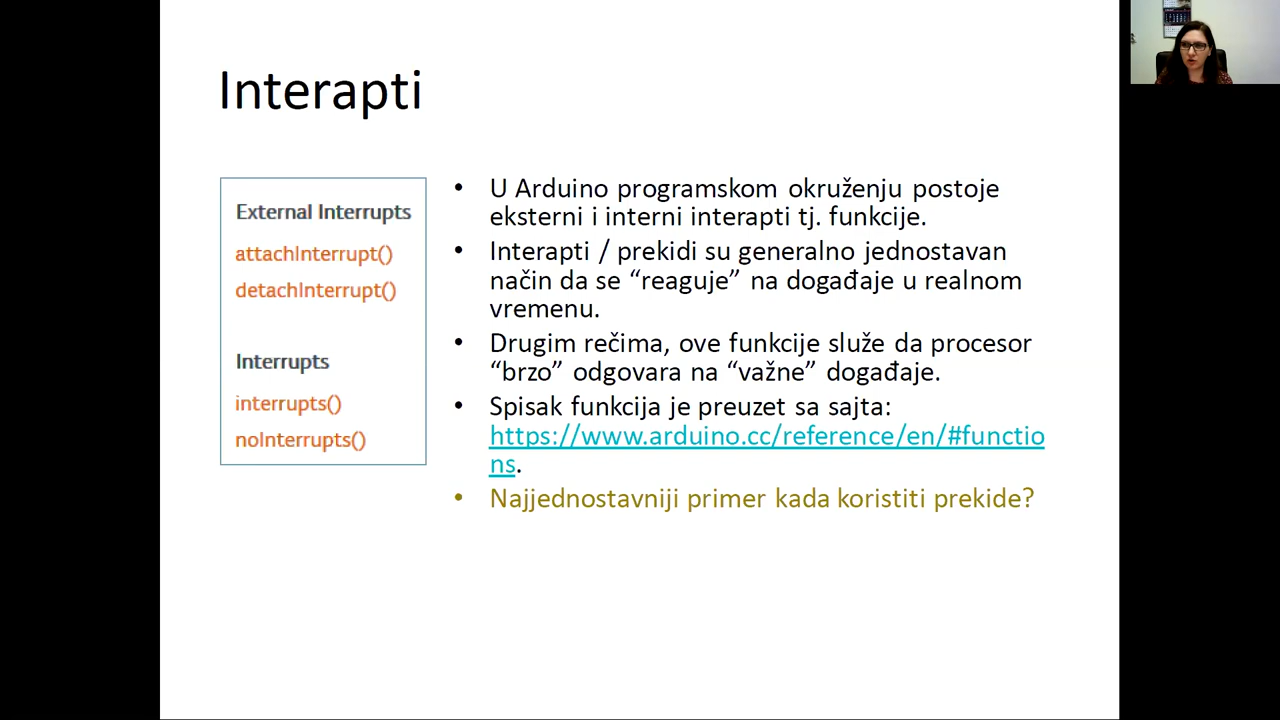 Interapti
External Interrupts
attachInterrupt()
detachInterrupt()
Interrupts
interrupts()
noInterrupts()
• U Arduino programskom okruženju postoje
eksterni i interni interapti tj. funkcije.
• Interapti / prekidi su generalno jednostavan
način da se “reaguje” na događaje u realnom
vremenu.
• Drugim rečima, ove funkcije služe da procesor
“brzo” odgovara na “važne” događaje.
• Spisak funkcija je preuzet sa sajta:
https://www.arduino.cc/reference/en/#functio
ns.
• Najjednostavniji primer kada koristiti prekide?